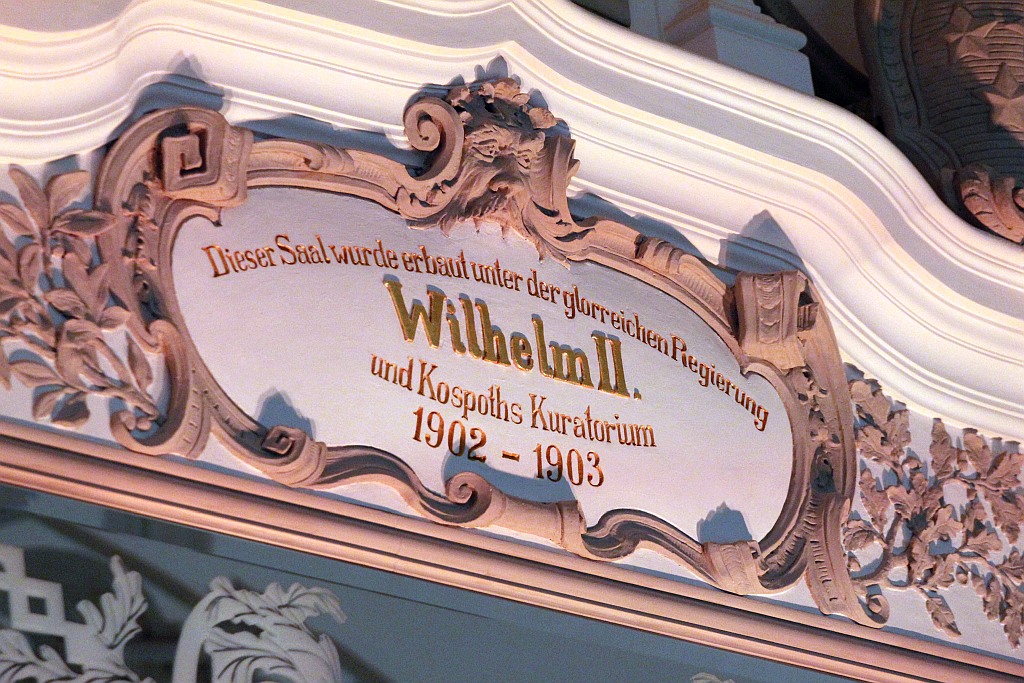 Dieser Saal wurde erbaut unter der glorreichen Regierung
Wilhelm II.
und Kospoths Kuratorium
1902 - 1903